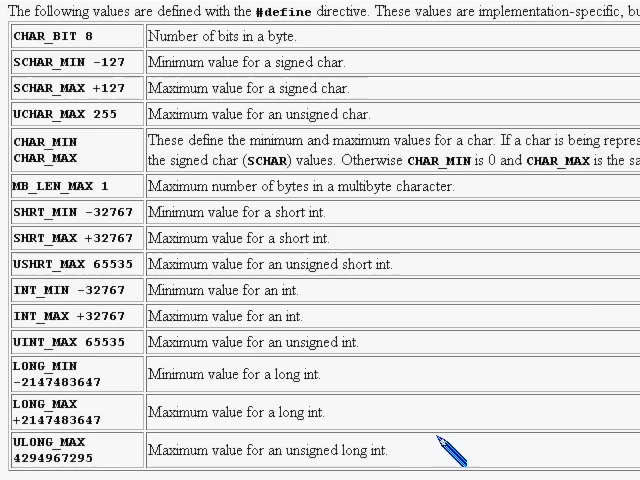 The following values are defined with the #define directive. These values are implementation-specific, bu
CHAR_BIT 8 Number of bits in a byte.
SCHAR_MIN -127 Minimum value for a signed char.
SCHAR_MAX +127 Maximum value for a signed char.
UCHAR_MAX 255 Maximum value for an unsigned char.
CHAR_MIN
CHAR_MAX
These define the minimum and maximum values for a char. If a char is being repres
the signed char (SCHAR) values. Otherwise CHAR_MIN is 0 and CHAR_MAX is the sa
MB_LEN_MAX 1 Maximum number of bytes in a multibyte character.
SHRT_MIN -32767 Minimum value for a short int.
SHRT_MAX +32767 Maximum value for a short int.
USHRT_MAX 65535 Maximum value for an unsigned short int.
INT_MIN -32767 Minimum value for an int.
INT_MAX +32767 Maximum value for an int.
UINT_MAX 65535 Maximum value for an unsigned int.
LONG_MIN
-2147483647
Minimum value for a long int.
LONG_MAX
+2147483647
Maximum value for a long int.
ULONG_MAX
4294967295
Maximum value for an unsigned long int.